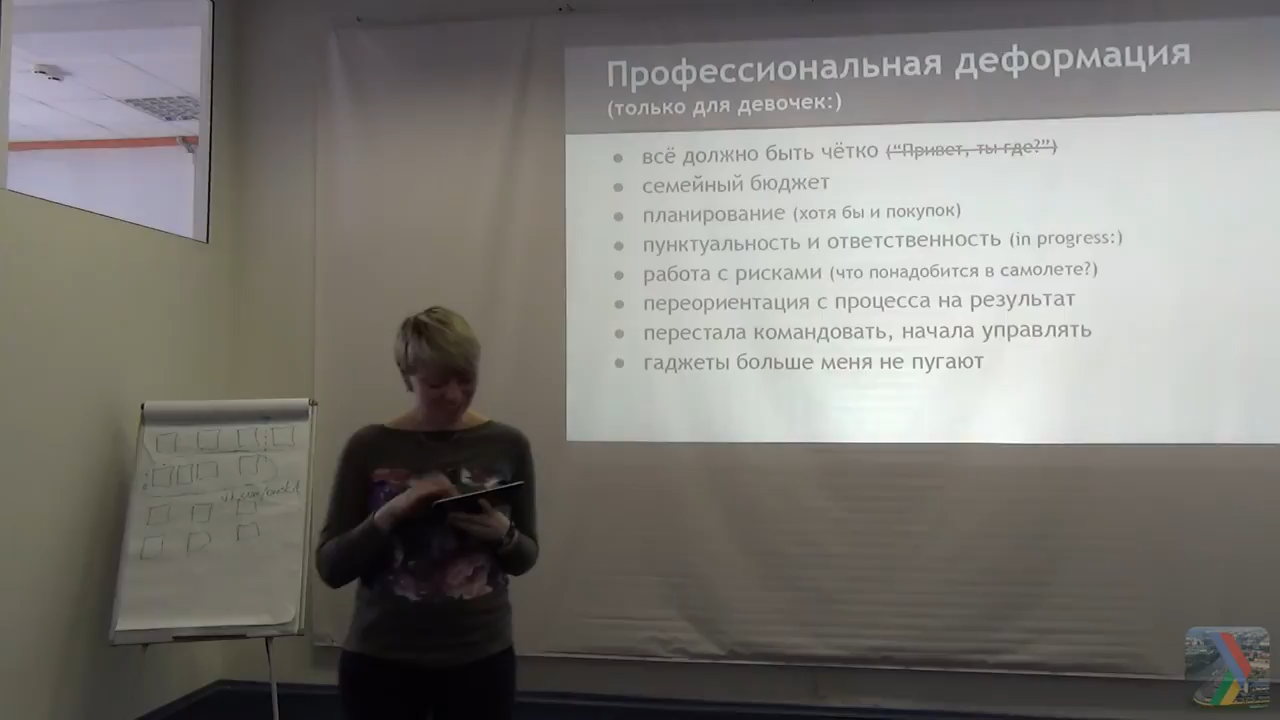 Профессиональная деформация
(только для девочек:)
всё должно быть чётко (“Привет, ты где?”)
семейный бюджет
планирование (хотя бы и покупок)
пунктуальность и ответственность (in progress:)
работа с рисками (что понадобится в самолете?)
переориентация с процесса на результат
перестала командовать, начала управлять
гаджеты больше меня не пугают